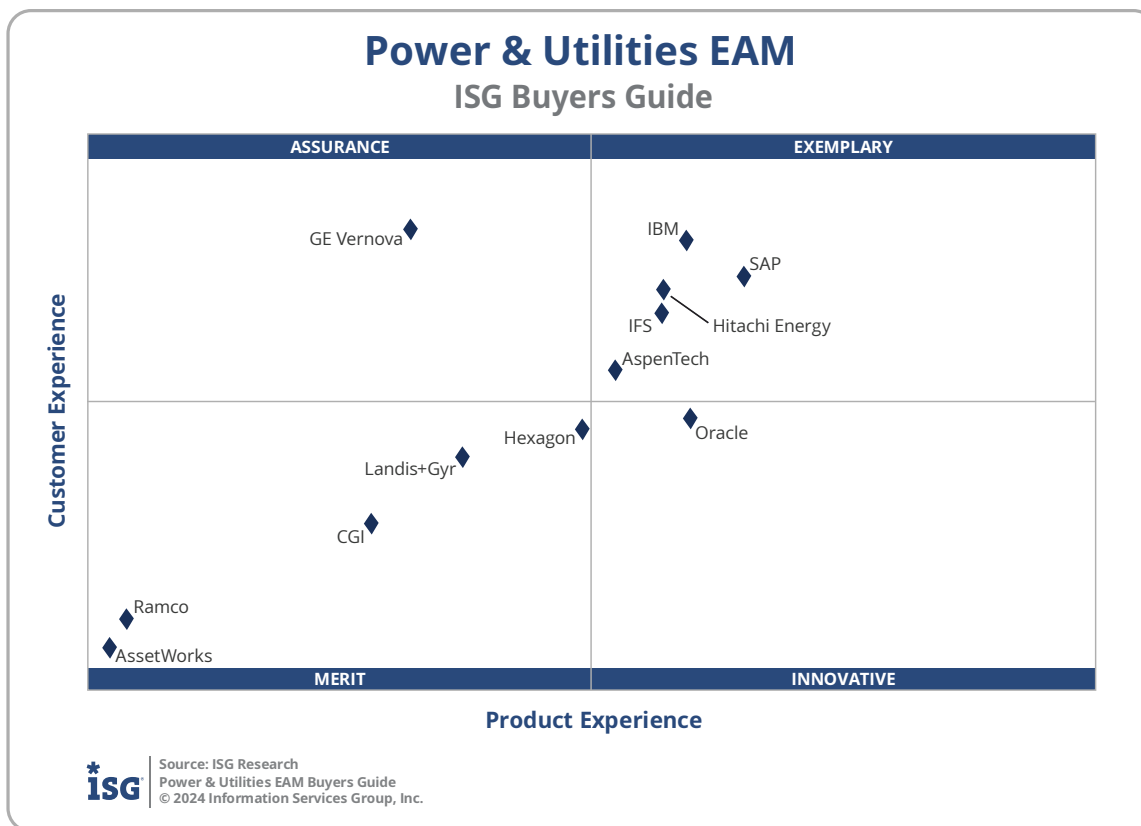 Power & Utilities EAM
ISG Buyers Guide
ASSURANCE
EXEMPLARY
GE Vernova
IBM
SAP
Hitachi Energy
IFS
AspenTech
Customer Experience
Hexagon
Oracle
Landis+Gyr
CGI
Ramco
AssetWorks
MERIT
INNOVATIVE
Product Experience
ISG
Source: ISG Research
Power & Utilities EAM Buyers Guide
© 2024 Information Services Group, Inc.